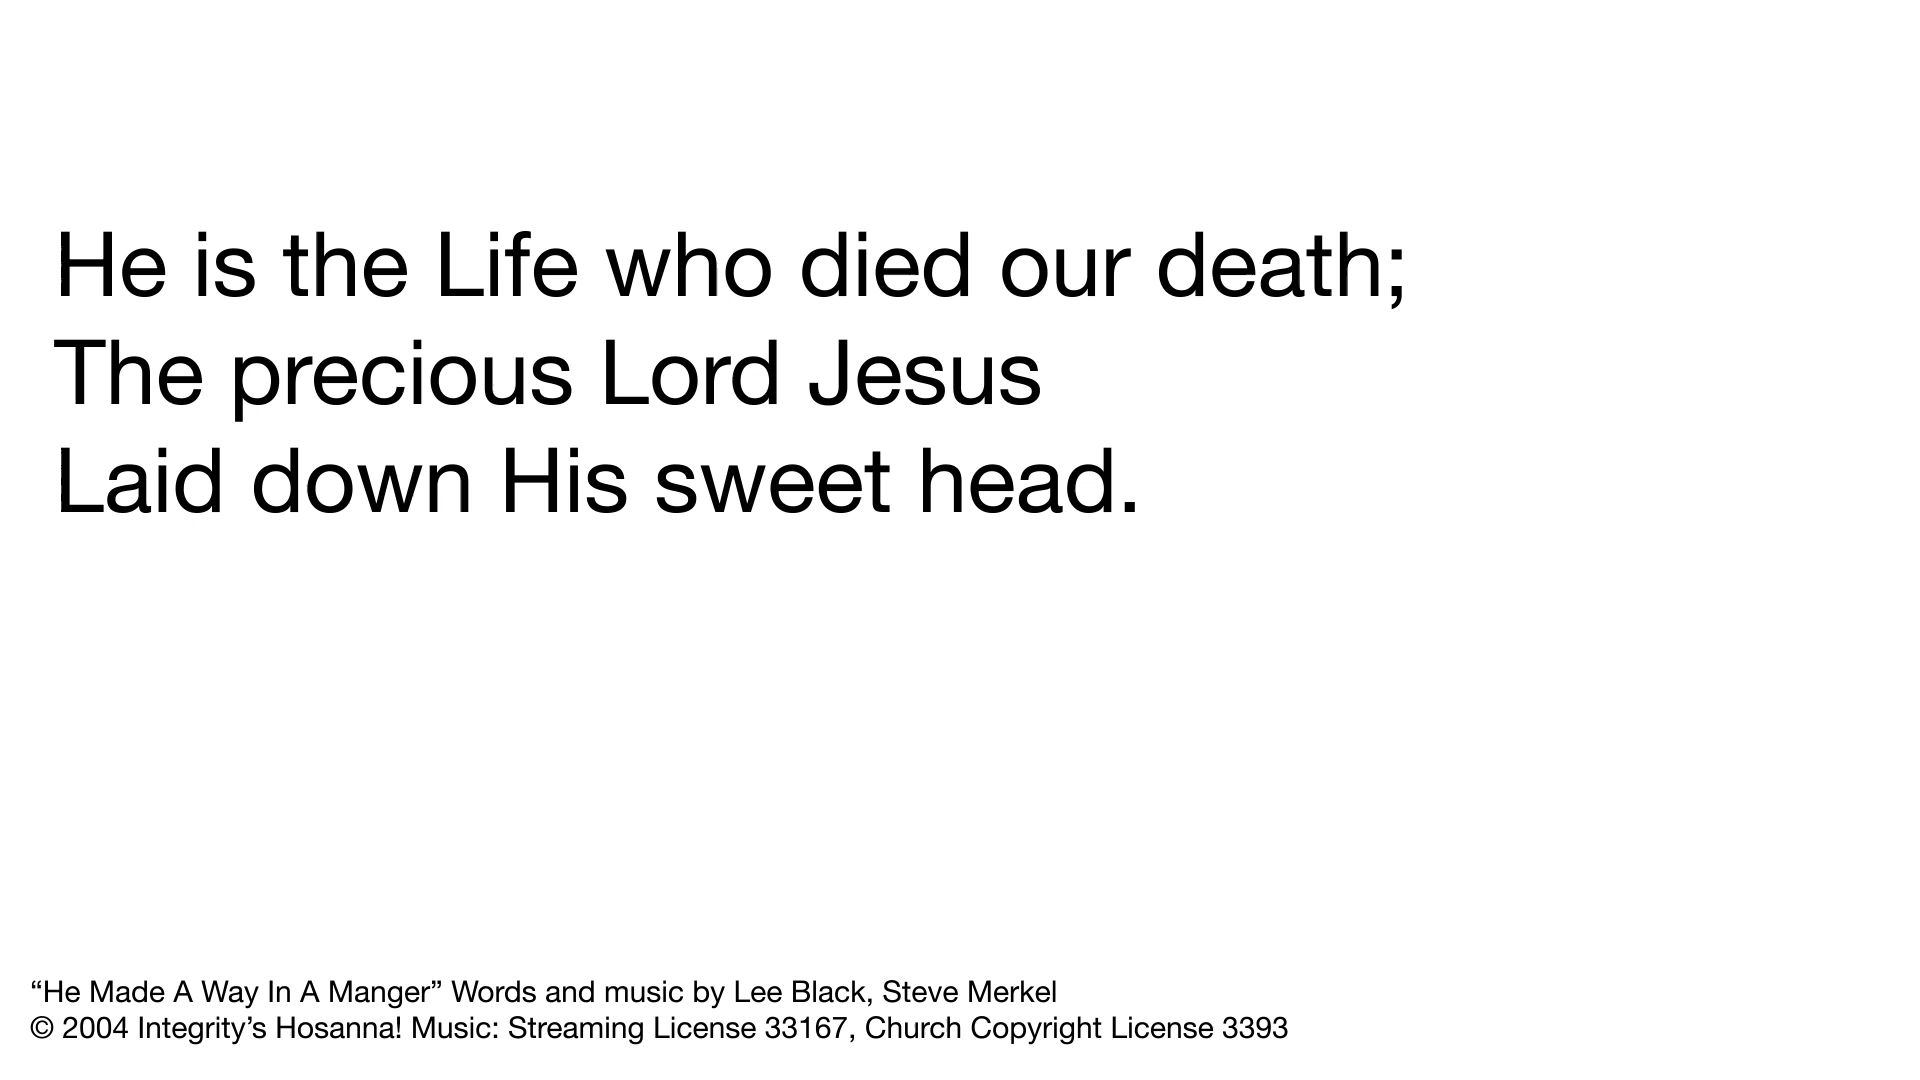 He is the Life who died our death;
The precious Lord Jesus
Laid down His sweet head.
“He Made A Way In A Manger” Words and music by Lee Black, Steve Merkel
© 2004 Integrity’s Hosanna! Music: Streaming License 33167, Church Copyright License 3393